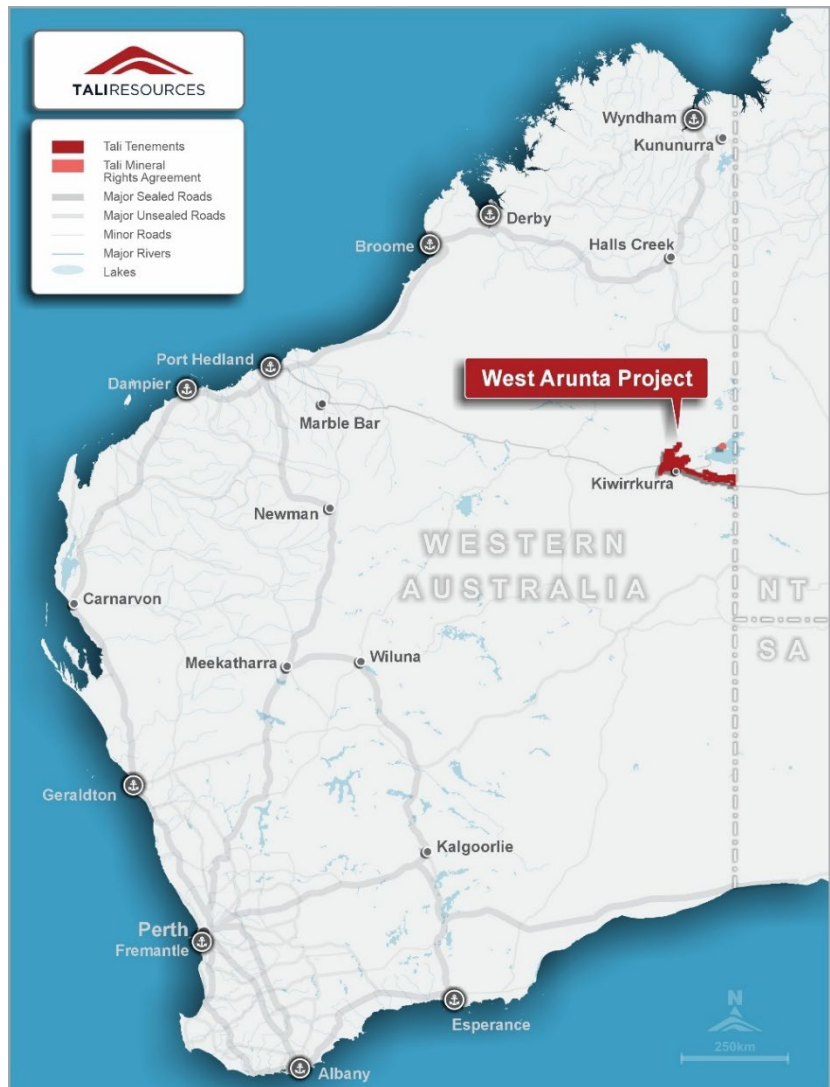 TALIRESOURCES
Tali Tenements
Tali Mineral
Rights Agreement
Major Sealed Roads
Major Unsealed Roads
Minor Roads
Major Rivers
Lakes
Wyndham
Kununurra
Derby
Broome
Halls Creek
Port Hedland
Dampier
Marble Bar
West Arunta Project
Kiwirrkurra
Newman
WESTERN
AUSTRALIA
NT
SA
Carnarvon
Meekatharra
Wiluna
Geraldton
Kalgoorlie
Perth
Fremantle
Esperance
Albany
N
250km